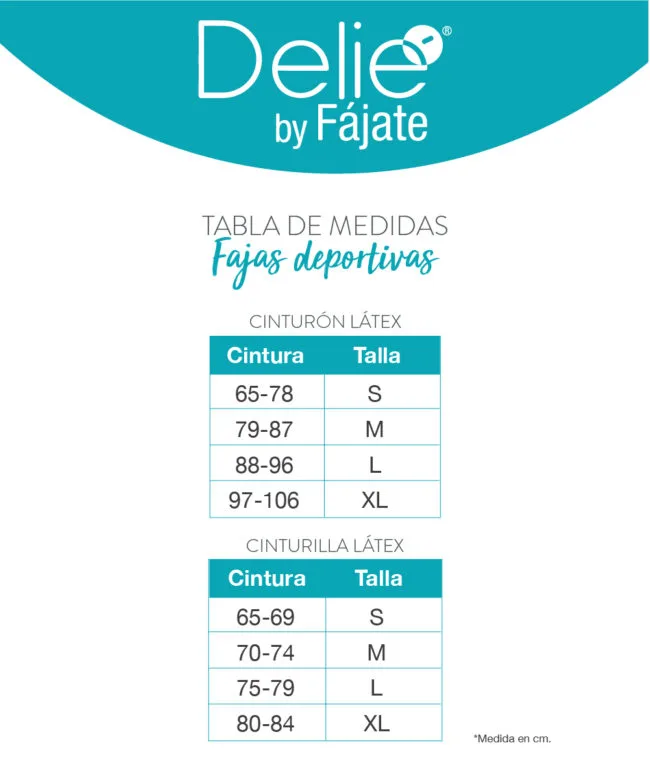 Delie®
by Fájate
TABLA DE MEDIDAS
Fajas deportivas
CINTURÓN LÁTEX
Cintura Talla
65-78 S
79-87 M
88-96 L
97-106 XL
CINTURILLA LÁTEX
Cintura Talla
65-69 S
70-74 M
75-79 L
80-84 XL
*Medida en cm.